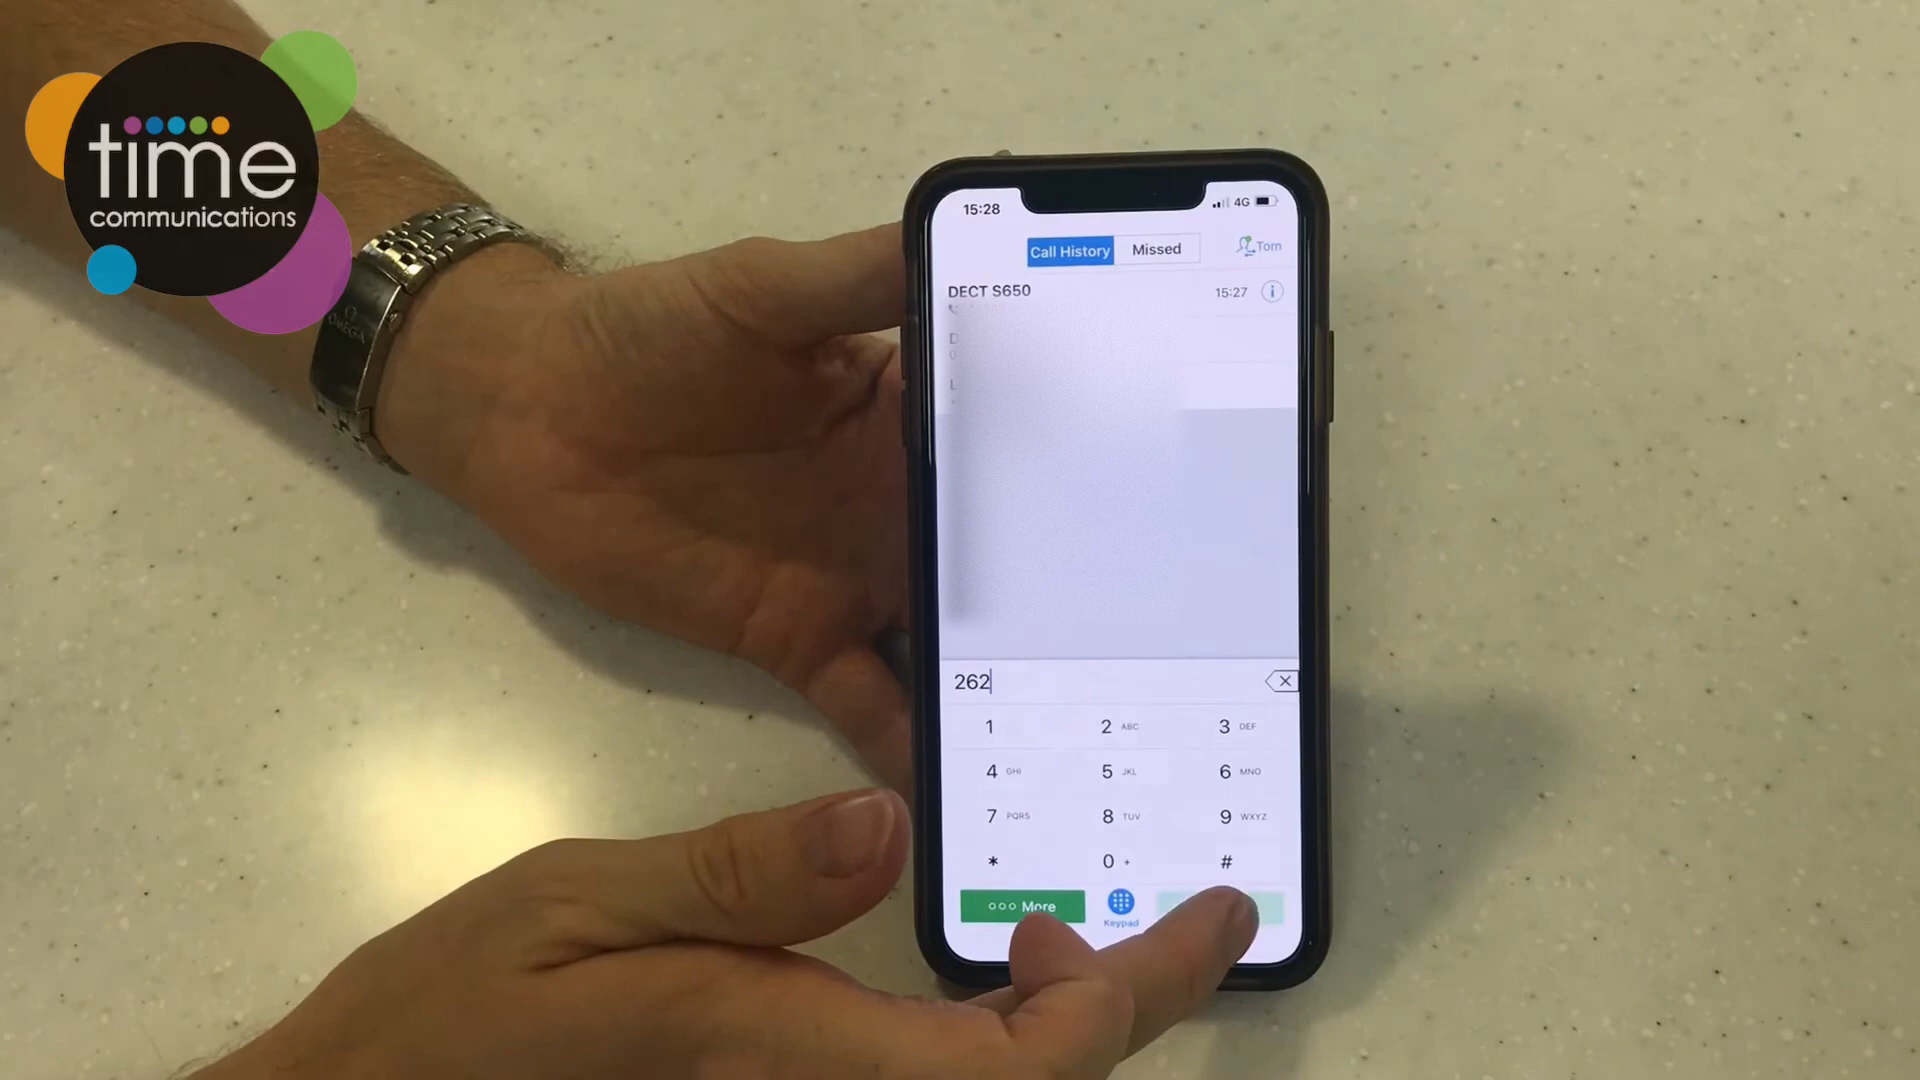 time
communications
OMEGA
15:28
4G
Call History
Missed
Tom
DECT S650
15:27
D
L
262
1
2 ABC
3 DEF
4 GHI
5 JKL
6 MNO
7 PQRS
8 TUV
9 WXYZ
*
0 +
#
More
Keypad